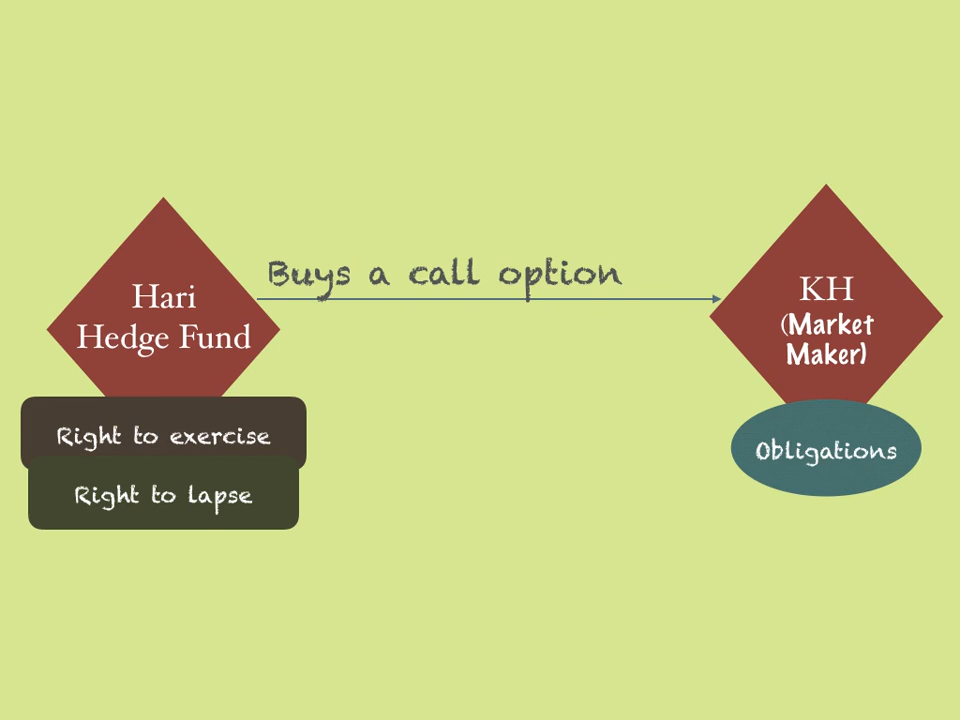 Hari
Hedge Fund
Buys a call option
KH
(Market
Maker)
Right to exercise
Right to lapse
Obligations